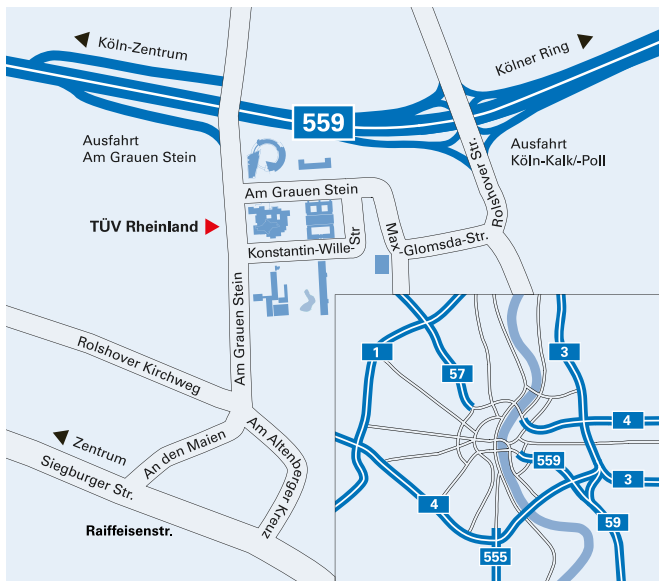 Köln-Zentrum
Kölner Ring
559
Ausfahrt
Am Grauen Stein
Ausfahrt
Köln-Kalk/-Poll
Rolshover Str.
Am Grauen Stein
TÜV Rheinland
Konstantin-Wille-Str
Max-Glomsda-Str.
Am Grauen Stein
Rolshover Kirchweg
Zentrum
An den Maien
Am Altenberger Kreuz
Siegburger Str.
Raiffeisenstr.
1
3
57
4
559
3
4
59
555